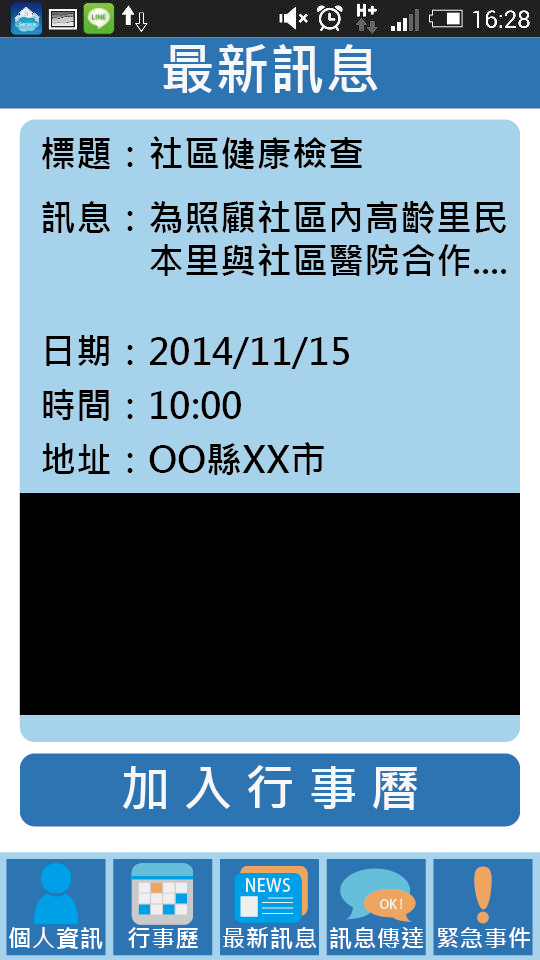 LINE
H+
16:28
最新訊息
標題：社區健康檢查
訊息：為照顧社區內高齡里民
本里與社區醫院合作....
日期：2014/11/15
時間：10:00
地址：OO縣XX市
加入行事曆
NEWS
OK!
個人資訊
行事歷
最新訊息
訊息傳達
緊急事件